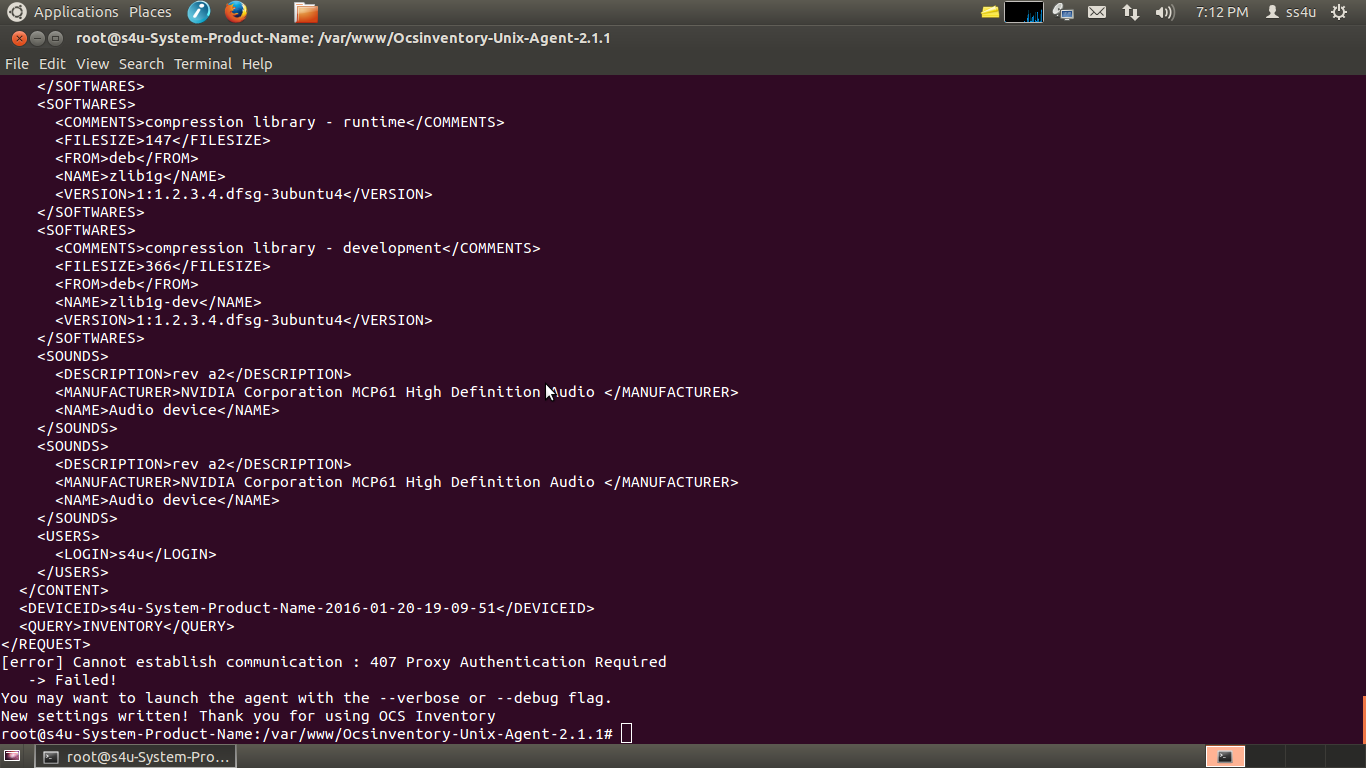 Applications Places 7:12 PM ss4u
root@s4u-System-Product-Name: /var/www/Ocsinventory-Unix-Agent-2.1.1
File Edit View Search Terminal Help
    </SOFTWARES>
    <SOFTWARES>
      <COMMENTS>compression library - runtime</COMMENTS>
      <FILESIZE>147</FILESIZE>
      <FROM>deb</FROM>
      <NAME>zlib1g</NAME>
      <VERSION>1:1.2.3.4.dfsg-3ubuntu4</VERSION>
    </SOFTWARES>
    <SOFTWARES>
      <COMMENTS>compression library - development</COMMENTS>
      <FILESIZE>366</FILESIZE>
      <FROM>deb</FROM>
      <NAME>zlib1g-dev</NAME>
      <VERSION>1:1.2.3.4.dfsg-3ubuntu4</VERSION>
    </SOFTWARES>
    <SOUNDS>
      <DESCRIPTION>rev a2</DESCRIPTION>
      <MANUFACTURER>NVIDIA Corporation MCP61 High Definition Audio </MANUFACTURER>
      <NAME>Audio device</NAME>
    </SOUNDS>
    <SOUNDS>
      <DESCRIPTION>rev a2</DESCRIPTION>
      <MANUFACTURER>NVIDIA Corporation MCP61 High Definition Audio </MANUFACTURER>
      <NAME>Audio device</NAME>
    </SOUNDS>
    <USERS>
      <LOGIN>s4u</LOGIN>
    </USERS>
  </CONTENT>
  <DEVICEID>s4u-System-Product-Name-2016-01-20-19-09-51</DEVICEID>
  <QUERY>INVENTORY</QUERY>
</REQUEST>
[error] Cannot establish communication : 407 Proxy Authentication Required
   -> Failed!
You may want to launch the agent with the --verbose or --debug flag.
New settings written! Thank you for using OCS Inventory
root@s4u-System-Product-Name:/var/www/Ocsinventory-Unix-Agent-2.1.1#
root@s4u-System-Pro...